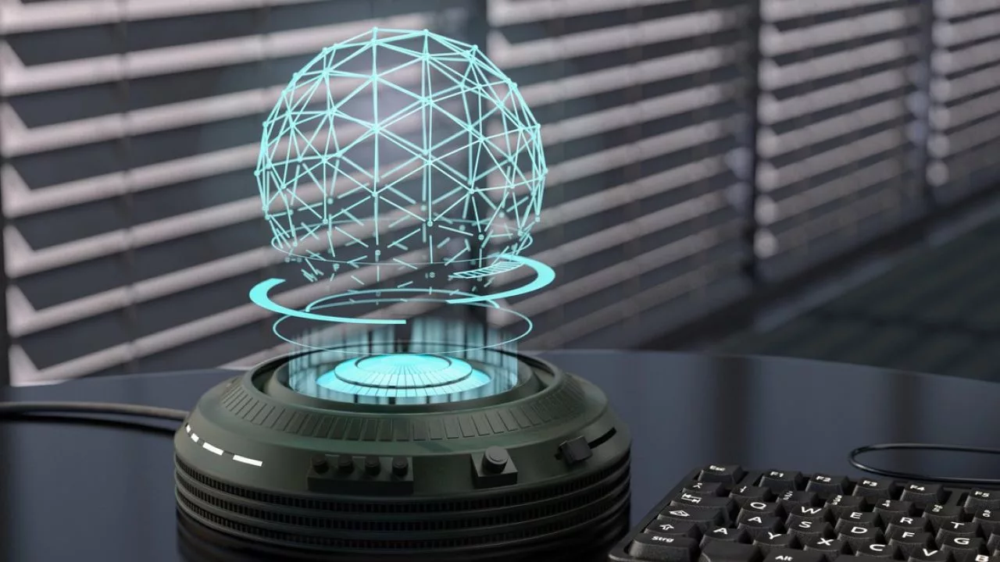 Esc F1 F2 F3 F4 F5
Q W E R T
A S D F G
Y X C V B
Strg Alt